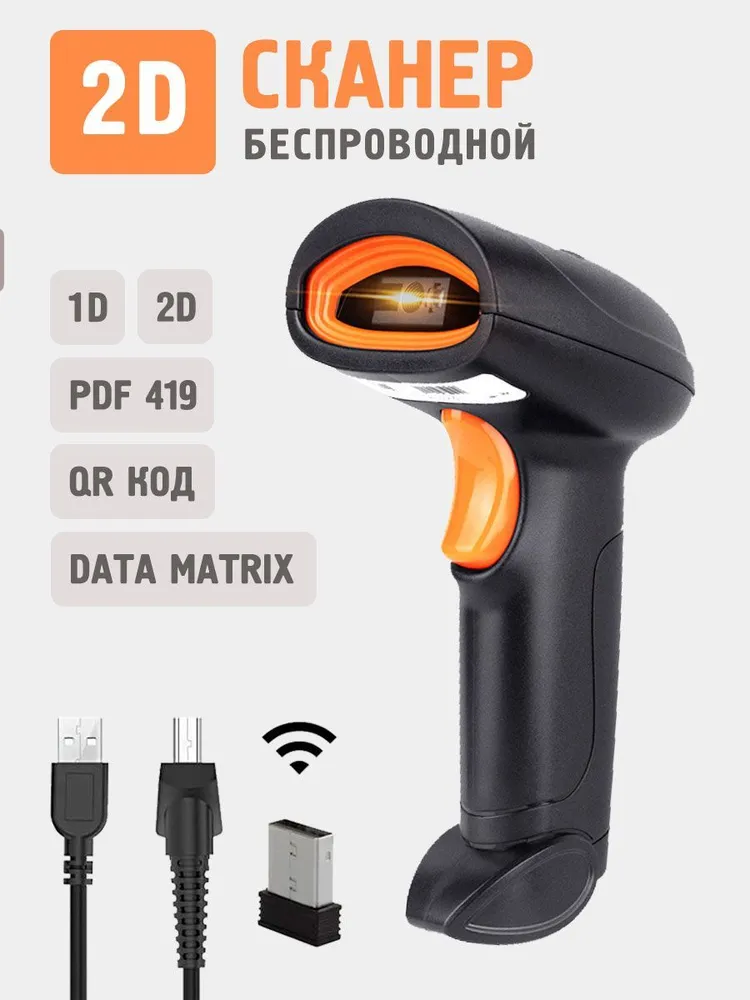 2D
СКАНЕР
БЕСПРОВОДНОЙ
1D
2D
PDF 419
QR КОД
DATA MATRIX